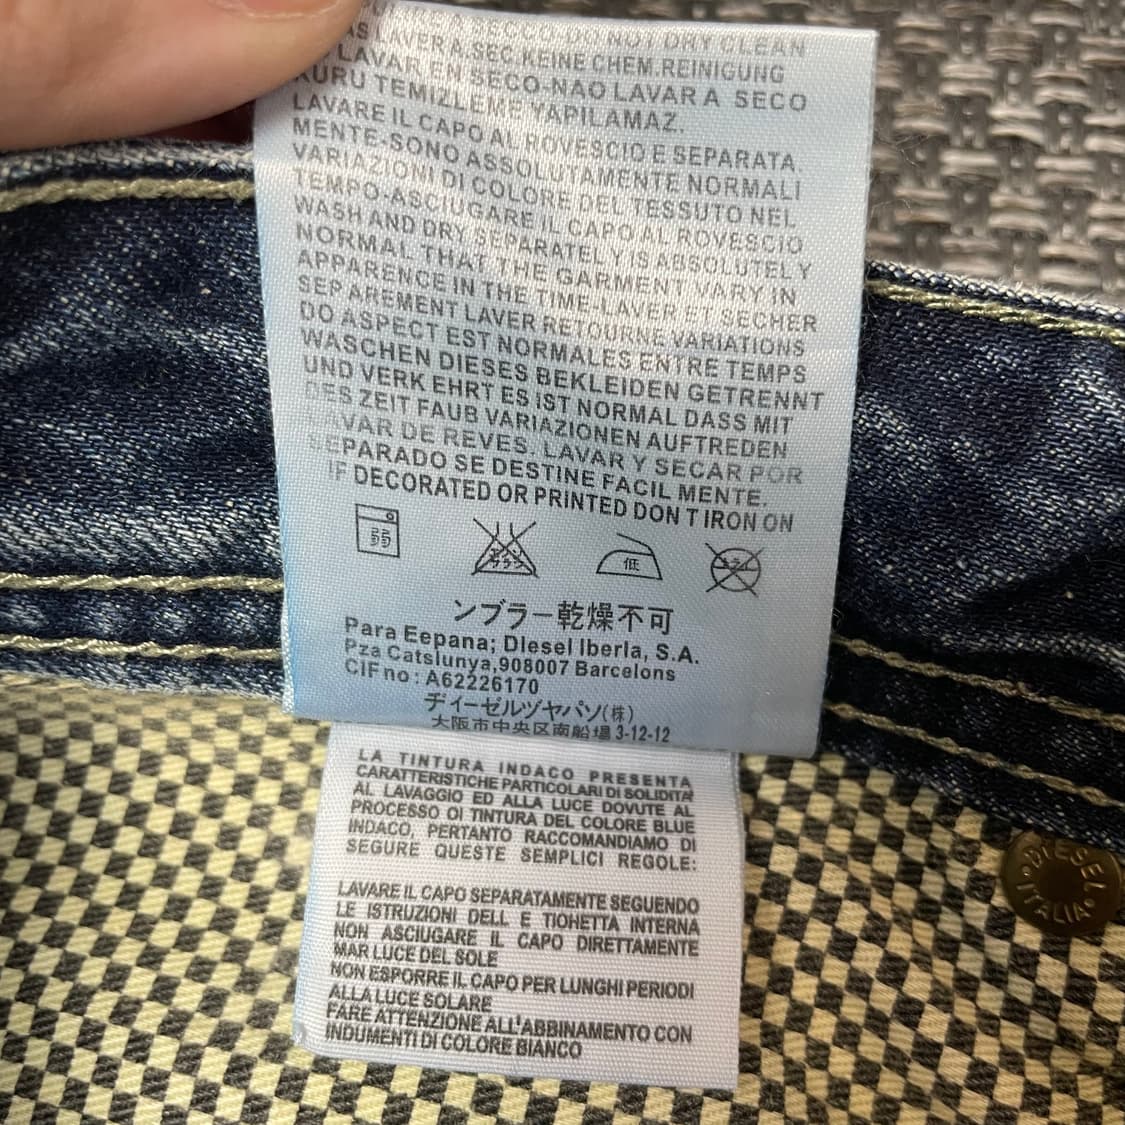 LAVER A.SEC.KEINE CHEM.REINIGUNG
LAVAR EN SECO-NAO LAVAR A SECO
KURU TEMIZLEME YAPILAMAZ.
LAVARE IL CAPO AL ROVESCIO E SEPARATA.
MENTE-SONO ASSOLUTAMENTE NORMALI
VARIAZIONI DI COLORE DEL TESSUTO NEL
TEMPO-ASCIUGARE IL CAPO AL ROVESCIO
WASH AND DRY SEPARATELY IS ABSOLUTELY
NORMAL THAT THE GARMENT VARY IN
APPARENCE IN THE TIME-LAVER ET SECHER
SEPAREMENT LAVER RETOURNE VARIATIONS
DO ASPECT EST NORMALES ENTRE TEMPS
WASCHEN DIESES BEKLEIDEN GETRENNT
UND VERK EHRT ES IST NORMAL DASS MIT
DES ZEIT FAUB VARIAZIONEN AUFTREDEN
LAVAR DE REVES. LAVAR Y SECAR POR
SEPARADO SE DESTINE FACIL MENTE.
IF DECORATED OR PRINTED DON T IRON ON
弱
低
ンブラー乾燥不可
Para Eepana; DIesel Iberla, S.A.
Pza Catslunya,908007 Barcelons
CIF no : A62226170
ヂィーゼルヅヤパソ(株)
大阪市中央区南船場 3-12-12
LA TINTURA INDACO PRESENTA
CARATTERISTICHE PARTICOLARI DI SOLIDITA'
AL LAVAGGIO ED ALLA LUCE DOVUTE AL
PROCESSO OI TINTURA DEL COLORE BLUE
INDACO, PERTANTO RACCOMANDIAMO DI
SEGURE QUESTE SEMPLICI REGOLE:
LAVARE IL CAPO SEPARATAMENTE SEGUENDO
LE ISTRUZIONI DELL E TIOHETTA INTERNA
NON ASCIUGARE IL CAPO DIRETTAMENTE
MAR LUCE DEL SOLE
NON ESPORRE IL CAPO PER LUNGHI PERIODI
ALLA LUCE SOLARE
FARE ATTENZIONE ALL'ABBINAMENTO CON
INDUMENTI DI COLORE BIANCO
DIESEL
ITALIA